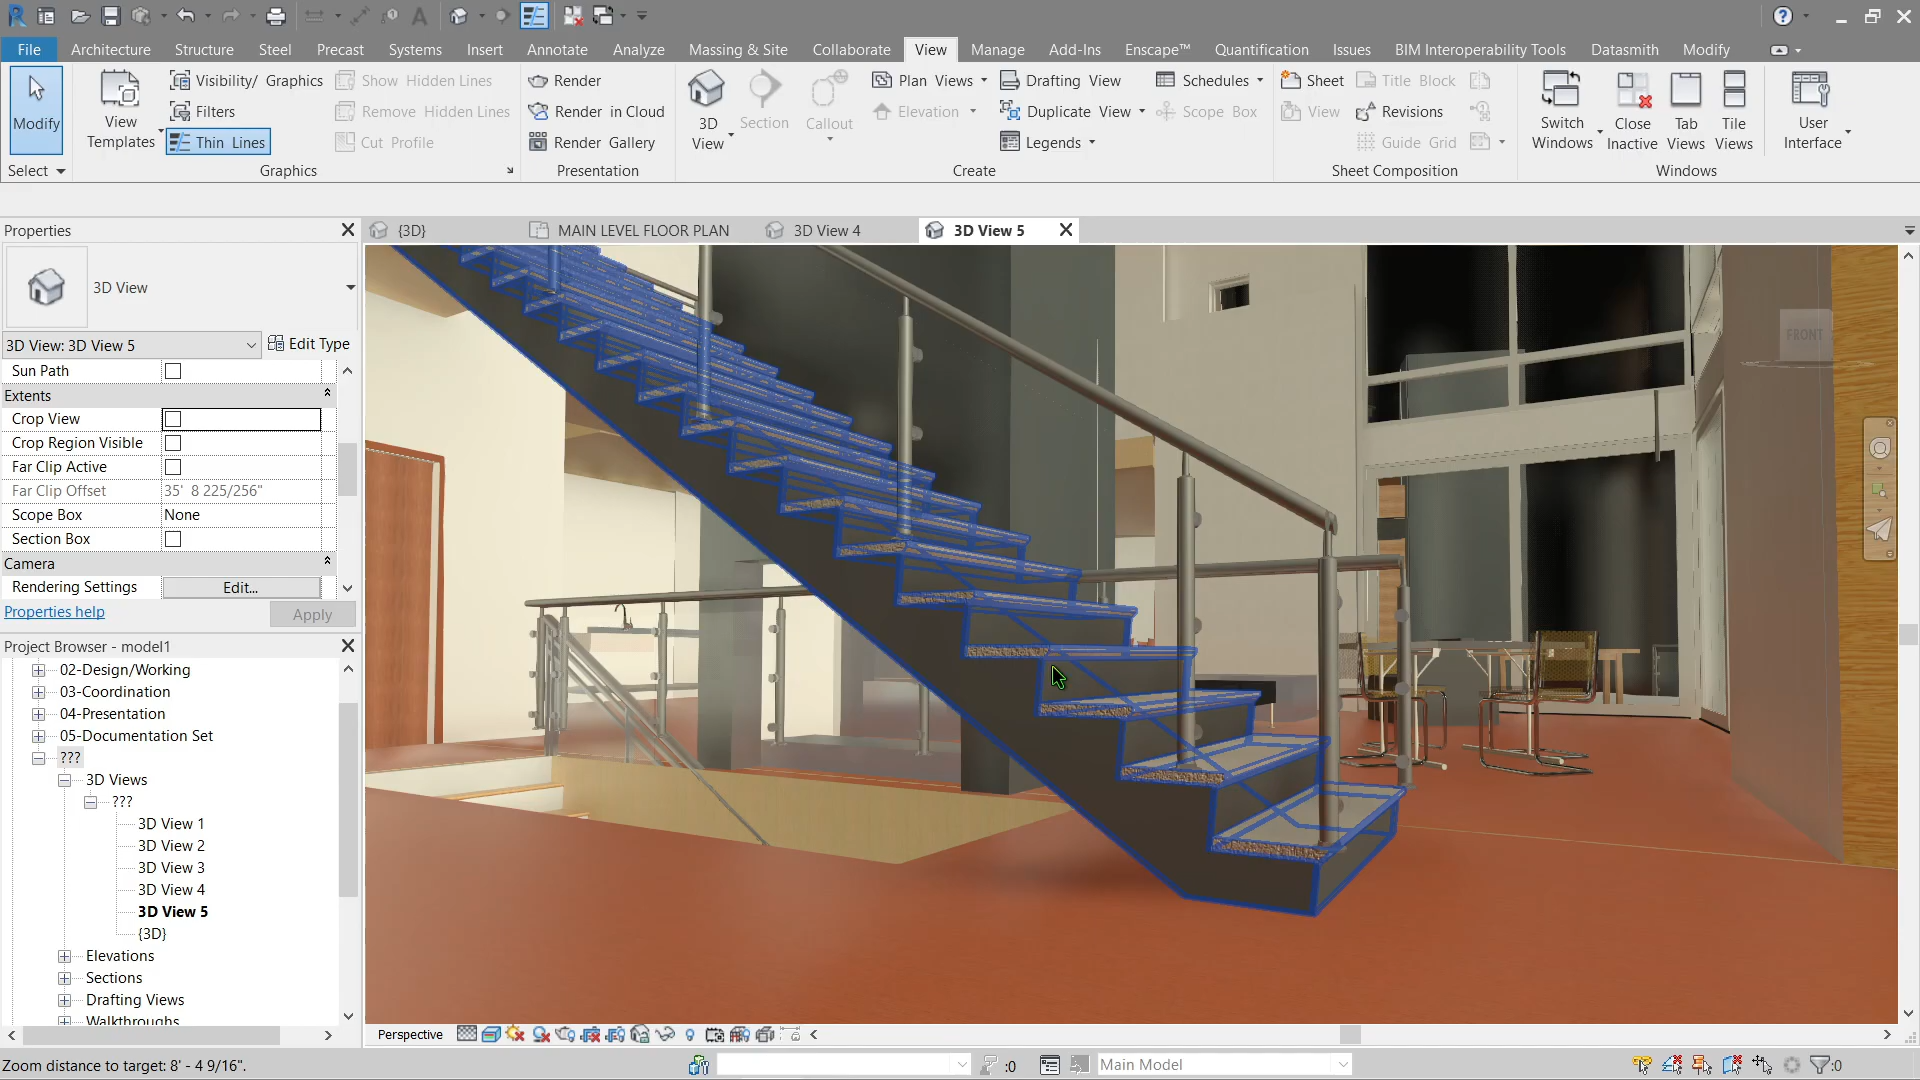 File Architecture Structure Steel Precast Systems Insert Annotate Analyze Massing & Site Collaborate View Manage Add-Ins Enscape™ Quantification Issues BIM Interoperability Tools Datasmith Modify
Modify
View
Templates
Visibility/ Graphics
Filters
Thin Lines
Show Hidden Lines
Remove Hidden Lines
Cut Profile
Render
Render in Cloud
Render Gallery
3D
View
Section
Callout
Plan Views
Elevation
Drafting View
Duplicate View
Legends
Schedules
Scope Box
Sheet
View
Title Block
Revisions
Guide Grid
Switch
Windows
Close
Inactive
Tab
Views
Tile
Views
User
Interface
Select Graphics Presentation Create Sheet Composition Windows
Properties
{3D} MAIN LEVEL FLOOR PLAN 3D View 4 3D View 5
3D View
3D View: 3D View 5 Edit Type
Sun Path
Extents
Crop View
Crop Region Visible
Far Clip Active
Far Clip Offset 35' 8 225/256"
Scope Box None
Section Box
Camera
Rendering Settings Edit...
Properties help Apply
Project Browser - model1
02-Design/Working
03-Coordination
04-Presentation
05-Documentation Set
???
3D Views
???
3D View 1
3D View 2
3D View 3
3D View 4
3D View 5
{3D}
Elevations
Sections
Drafting Views
Walkthroughs
FRONT
Perspective
Zoom distance to target: 8' - 4 9/16".
:0
Main Model
:0